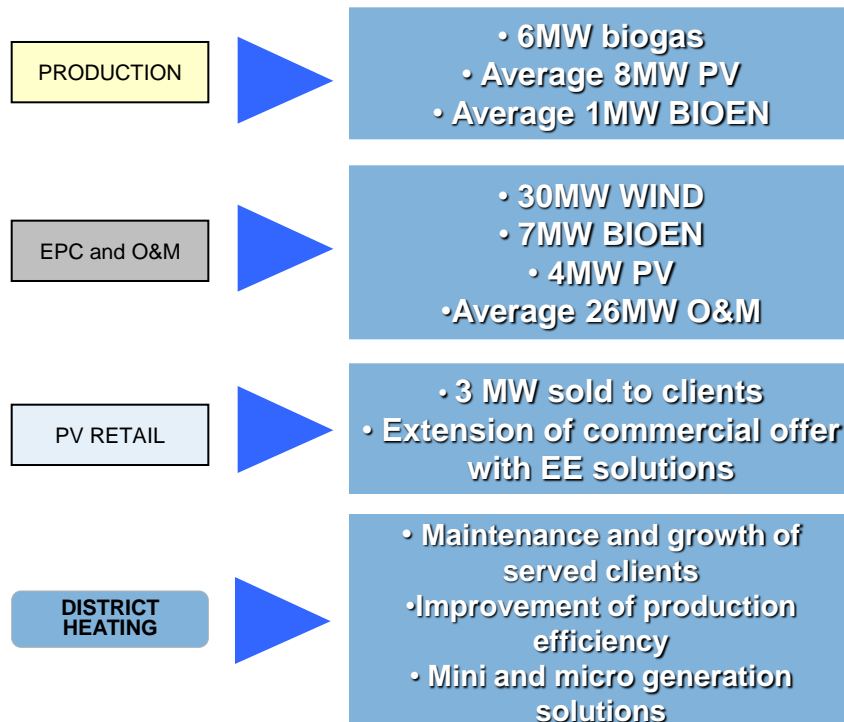 PRODUCTION
• 6MW biogas
• Average 8MW PV
• Average 1MW BIOEN
EPC and O&M
• 30MW WIND
• 7MW BIOEN
• 4MW PV
•Average 26MW O&M
PV RETAIL
• 3 MW sold to clients
• Extension of commercial offer
with EE solutions
DISTRICT
HEATING
• Maintenance and growth of
served clients
•Improvement of production
efficiency
• Mini and micro generation
solutions